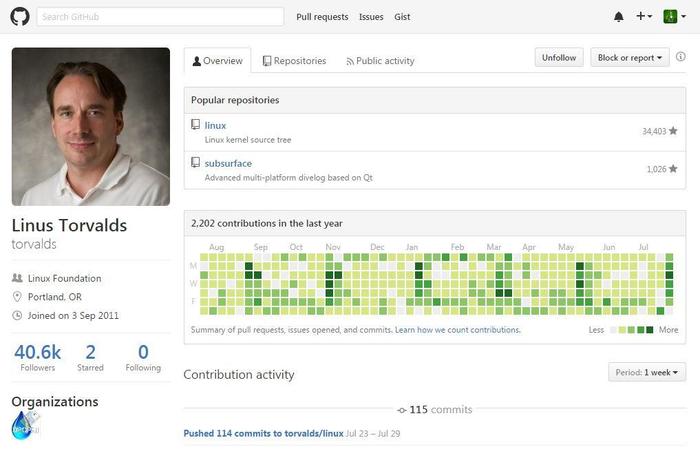 Search GitHub
Pull requests Issues Gist
Overview Repositories Public activity
Unfollow Block or report
Popular repositories
linux
Linux kernel source tree
34,403
subsurface
Advanced multi-platform divelog based on Qt
1,026
Linus Torvalds
torvalds
Linux Foundation
Portland, OR
Joined on 3 Sep 2011
40.6k 2 0
Followers Starred Following
Organizations
2,202 contributions in the last year
Aug Sep Oct Nov Dec Jan Feb Mar Apr May Jun Jul
M
W
F
Summary of pull requests, issues opened, and commits. Learn how we count contributions.
Less More
Contribution activity
Period: 1 week
115 commits
Pushed 114 commits to torvalds/linux Jul 23 – Jul 29